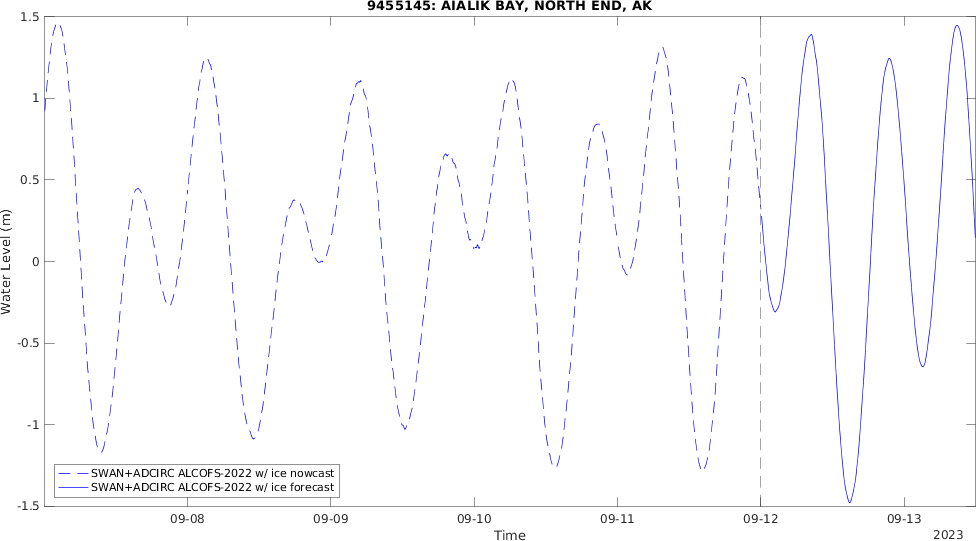 9455145: AIALIK BAY, NORTH END, AK
1.5
1
0.5
0
-0.5
-1
-1.5
Water Level (m)
SWAN+ADCIRC ALCOFS-2022 w/ ice nowcast
SWAN+ADCIRC ALCOFS-2022 w/ ice forecast
09-08 09-09 09-10 09-11 09-12 09-13
Time
2023